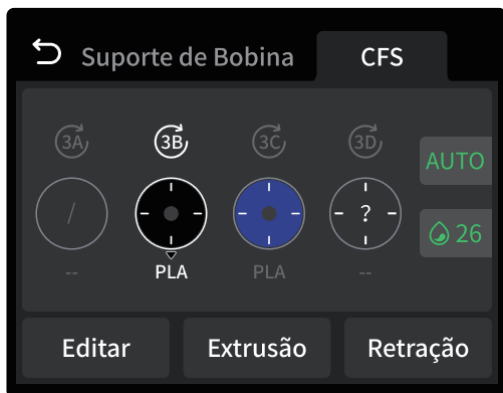 Suporte de Bobina CFS
3A 3B 3C 3D
AUTO
/ ?
26
-- PLA PLA --
Editar Extrusão Retração